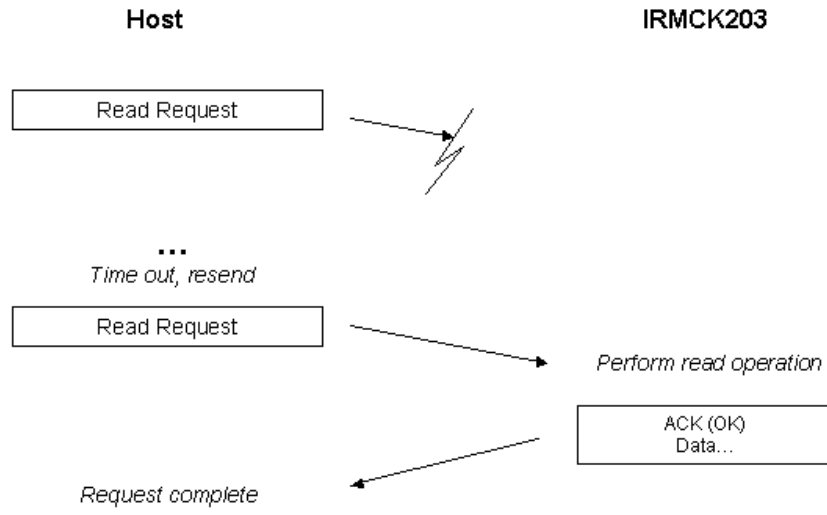 Host
IRMCK203
Read Request
...
Time out, resend
Read Request
Perform read operation
ACK (OK)
Data...
Request complete